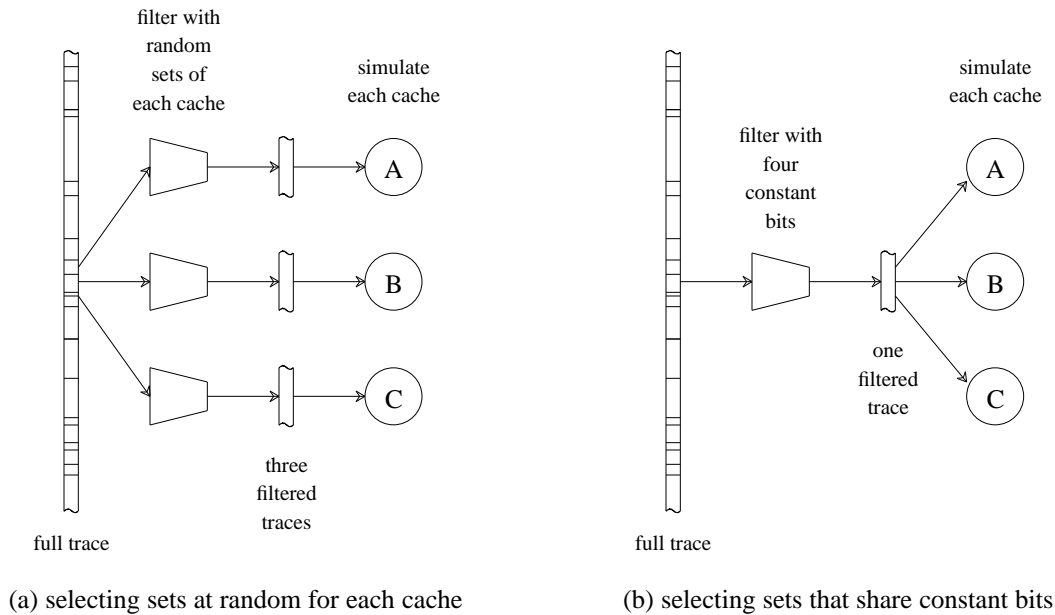 filter with
random
sets of
each cache
simulate
each cache
A
B
C
three
filtered
traces
full trace
(a) selecting sets at random for each cache
simulate
each cache
filter with
four
constant
bits
A
B
C
one
filtered
trace
full trace
(b) selecting sets that share constant bits